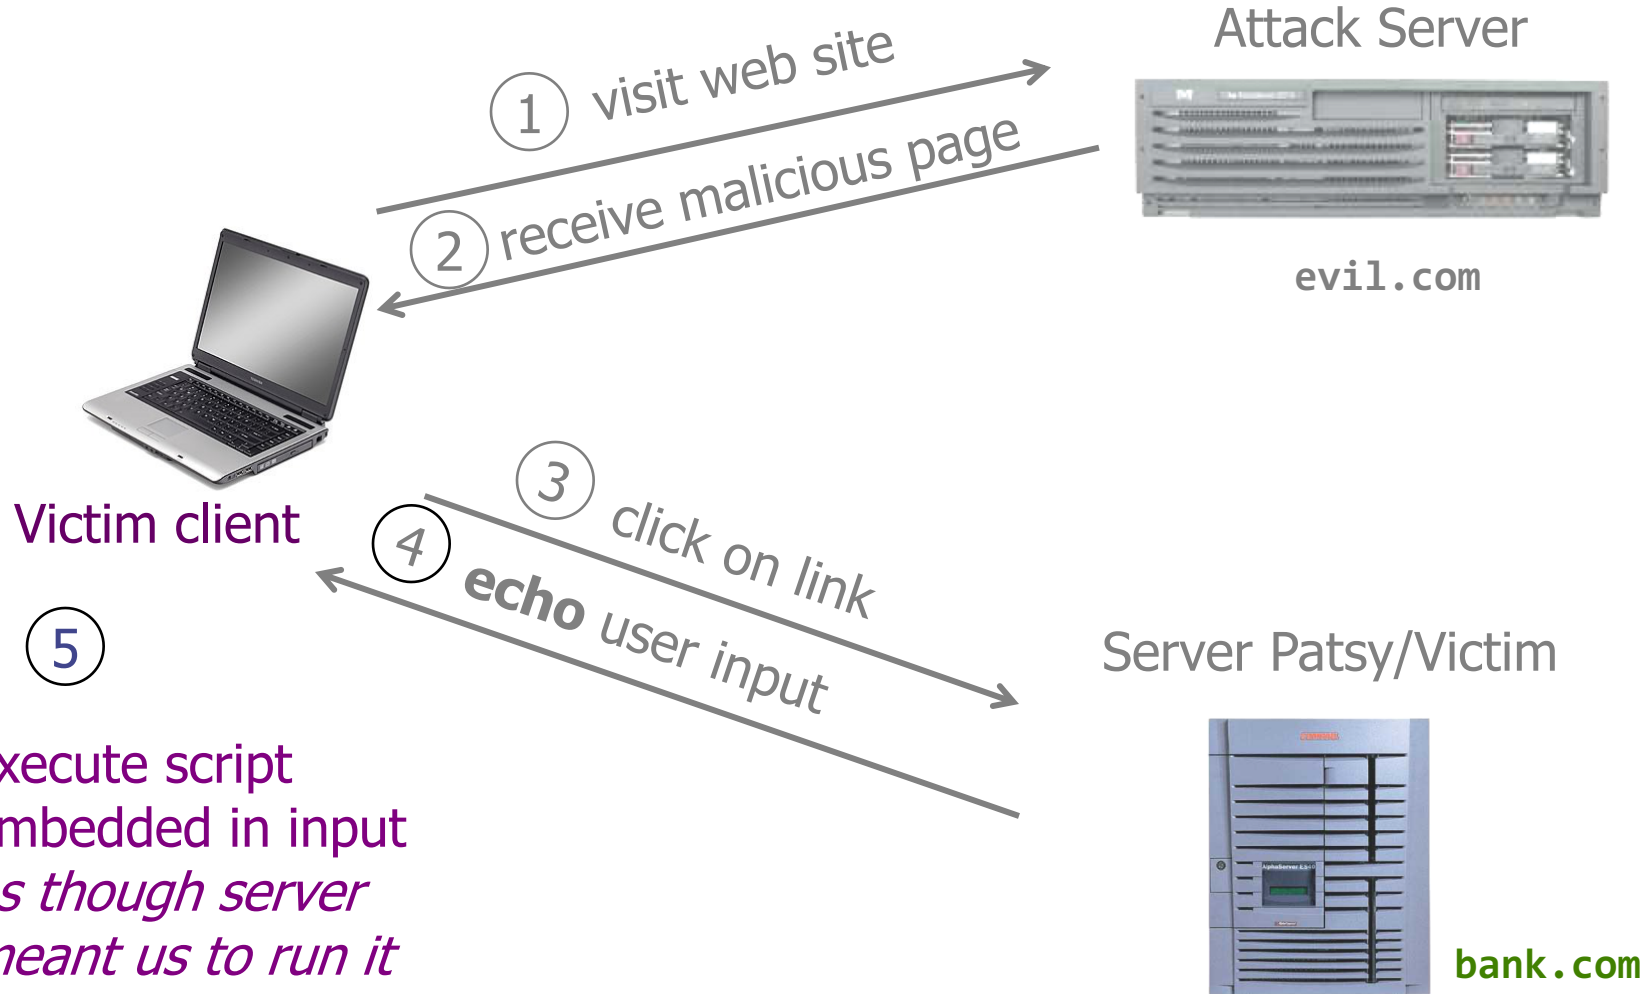 Attack Server
1 visit web site
2 receive malicious page
evil.com
Victim client
3 click on link
4 echo user input
5
xecute script
mbedded in input
s though server
neant us to run it
Server Patsy/Victim
AlphaServer
bank.com